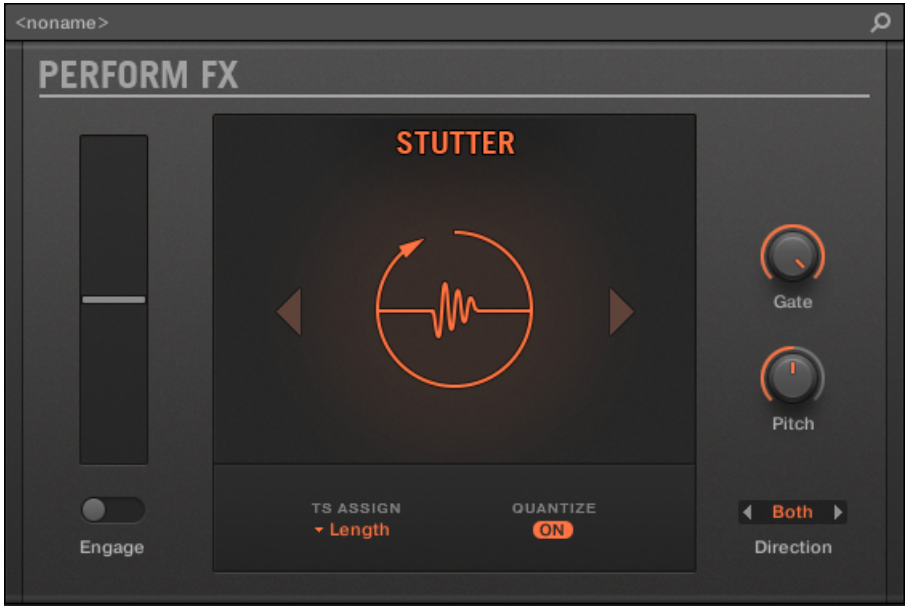 <noname>
PERFORM FX
STUTTER
Gate
Pitch
TS ASSIGN
Length
QUANTIZE
ON
Both
Direction
Engage